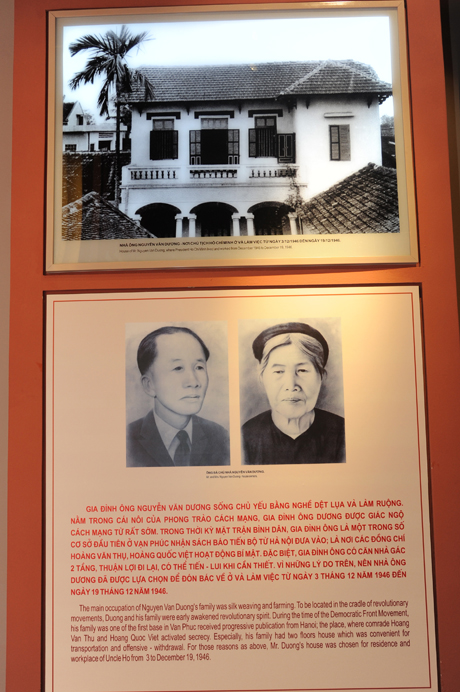 NHÀ ÔNG NGUYỄN VĂN DƯƠNG: NƠI CHỦ TỊCH HỒ CHÍ MINH Ở VÀ LÀM VIỆC TỪ NGÀY 3/12/1946 ĐẾN NGÀY 19/12/1946.
GIA ĐÌNH ÔNG NGUYỄN VĂN DƯƠNG SỐNG CHỦ YẾU BẰNG NGHỀ DỆT LỤA VÀ LÀM RUỘNG.
NẰM TRONG CÁI NÔI CỦA PHONG TRÀO CÁCH MẠNG, GIA ĐÌNH ÔNG DƯƠNG ĐƯỢC GIÁC NGỘ
CÁCH MẠNG TỪ RẤT SỚM. TRONG THỜI KỲ MẶT TRẬN BÌNH DÂN, GIA ĐÌNH ÔNG LÀ MỘT TRONG SỐ
CƠ SỞ ĐẦU TIÊN Ở VẠN PHÚC NHẬN SÁCH BÁO TIẾN BỘ TỪ HÀ NỘI ĐƯA VÀO; LÀ NƠI CÁC ĐỒNG CHÍ
HOÀNG VĂN THỤ, HOÀNG QUỐC VIỆT HOẠT ĐỘNG BÍ MẬT. ĐẶC BIỆT, GIA ĐÌNH ÔNG CÓ CĂN NHÀ GÁC
2 TẦNG, THUẬN LỢI ĐI LẠI, CÓ THẾ TIẾN - LUI KHI CẦN THIẾT. VÌ NHỮNG LÝ DO TRÊN, NÊN NHÀ ÔNG
DƯƠNG ĐÃ ĐƯỢC LỰA CHỌN ĐỂ ĐÓN BÁC VỀ Ở VÀ LÀM VIỆC TỪ NGÀY 3 THÁNG 12 NĂM 1946 ĐẾN
NGÀY 19 THÁNG 12 NĂM 1946.
The main occupation of Nguyen Van Duong's family was silk weaving and farming. To be located in the cradle of revolutionary
movements, Duong and his family were early awakened revolutionary spirit. During the time of the Democratic Front Movement,
his family was one of the first base in Van Phuc received progressive publication from Hanoi; the place, where comrade Hoang
Van Thu and Hoang Quoc Viet activated secrecy. Especially, his family had two floors house which was convenient for
transportation and offensive - withdrawal. For those reasons as above, Mr. Duong's house was chosen for residence and
workplace of Uncle Ho from 3 to December 19, 1946.